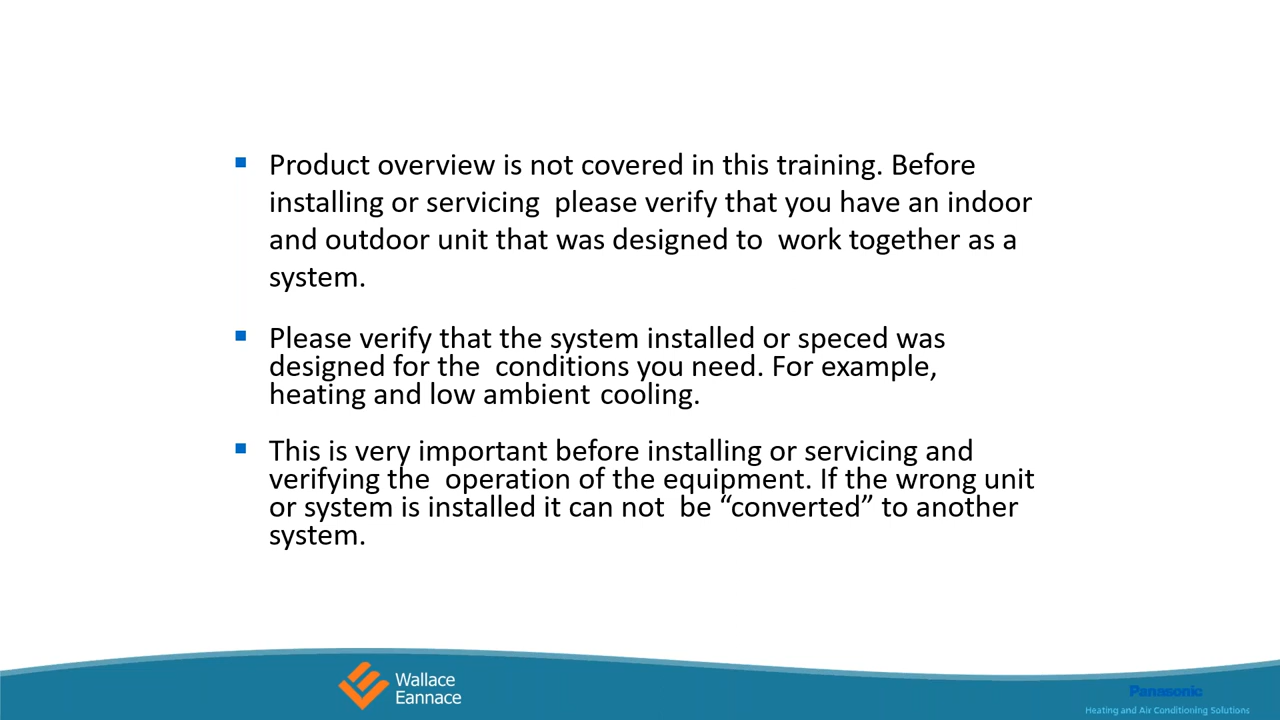 Product overview is not covered in this training. Before
installing or servicing  please verify that you have an indoor
and outdoor unit that was designed to  work together as a
system.
Please verify that the system installed or speced was
designed for the  conditions you need. For example,
heating and low ambient cooling.
This is very important before installing or servicing and
verifying the  operation of the equipment. If the wrong unit
or system is installed it can not  be “converted” to another
system.
Wallace
Eannace
Panasonic
Heating and Air Conditioning Solutions